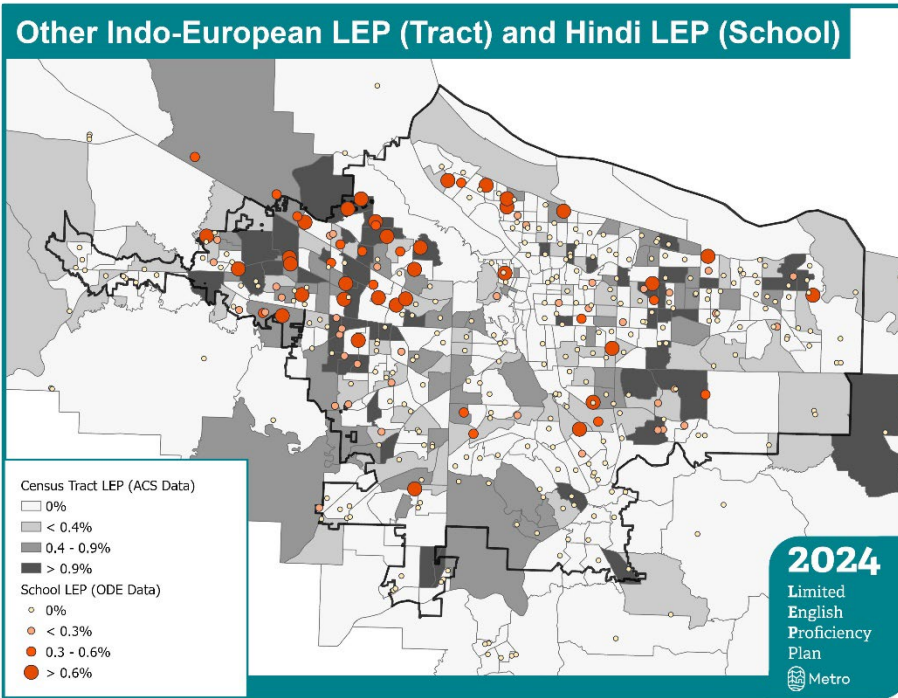 Other Indo-European LEP (Tract) and Hindi LEP (School)
Census Tract LEP (ACS Data)
0%
< 0.4%
0.4 - 0.9%
> 0.9%
School LEP (ODE Data)
0%
< 0.3%
0.3 - 0.6%
> 0.6%
2024
Limited
English
Proficiency
Plan
Metro